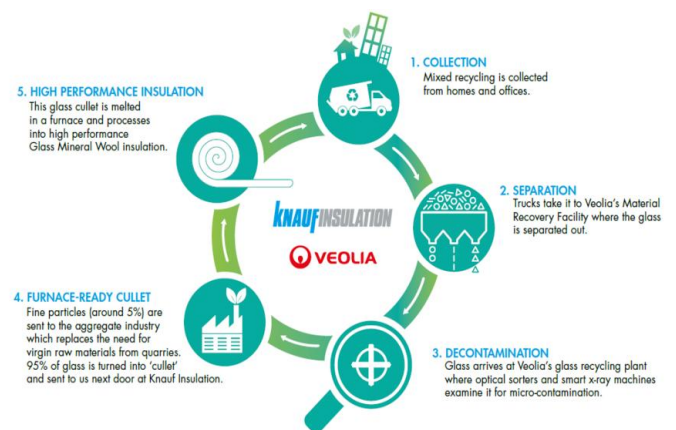 1. COLLECTION
Mixed recycling is collected
from homes and offices.
2. SEPARATION
Trucks take it to Veolia's Material
Recovery Facility where the glass
is separated out.
3. DECONTAMINATION
Glass arrives at Veolia's glass recycling plant
where optical sorters and smart x-ray machines
examine it for micro-contamination.
4. FURNACE-READY CULLET
Fine particles (around 5%) are
sent to the aggregate industry
which replaces the need for
virgin raw materials from quarries.
95% of glass is turned into 'cullet'
and sent to us next door at Knauf Insulation.
5. HIGH PERFORMANCE INSULATION
This glass cullet is melted
in a furnace and processes
into high performance
Glass Mineral Wool insulation.
KNAUFINSULATION
VEOLIA